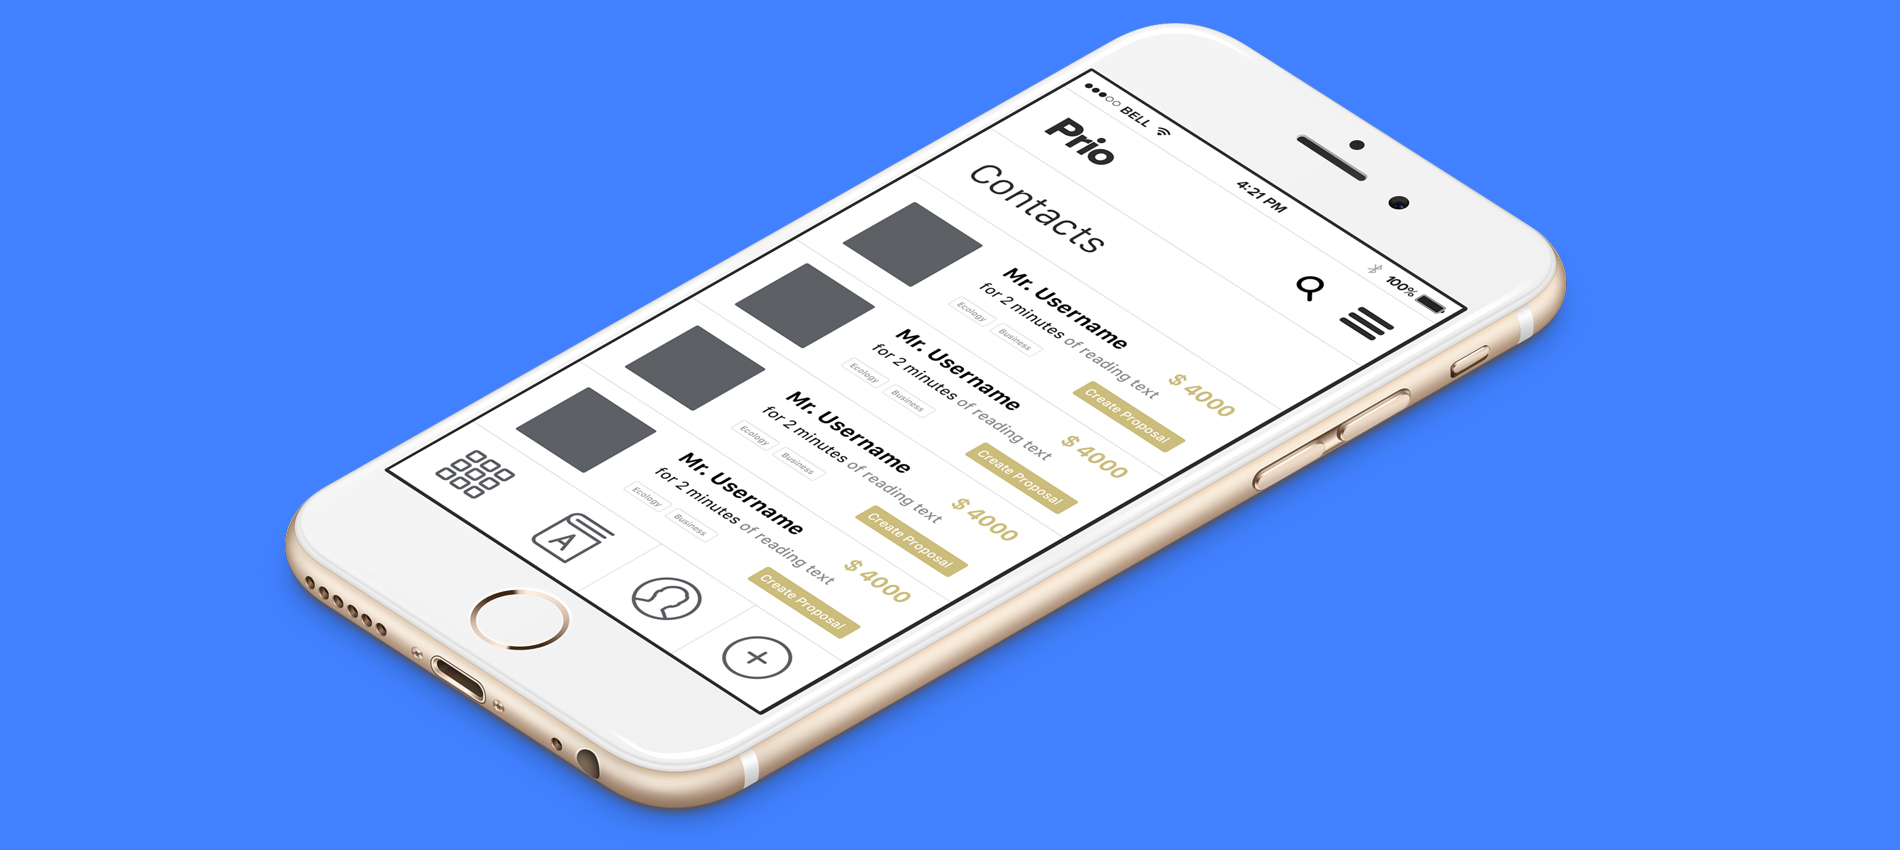 BELL
4:21 PM
100%
Prio
Contacts
Mr. Username
for 2 minutes of reading text
Ecology Business
$ 4000
Create Proposal
Mr. Username
for 2 minutes of reading text
Ecology Business
$ 4000
Create Proposal
Mr. Username
for 2 minutes of reading text
Ecology Business
$ 4000
Create Proposal
Mr. Username
for 2 minutes of reading text
Ecology Business
$ 4000
Create Proposal
A